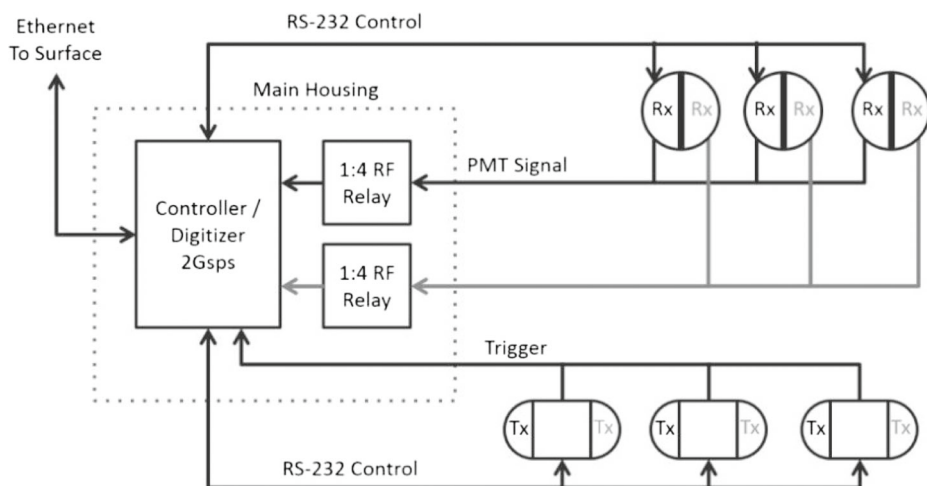 Ethernet
To Surface
RS-232 Control
Main Housing
Rx Rx
Rx Rx
Rx Rx
1:4 RF
Relay
PMT Signal
Controller /
Digitizer
2Gsps
1:4 RF
Relay
Trigger
Tx Tx
Tx Tx
Tx Tx
RS-232 Control